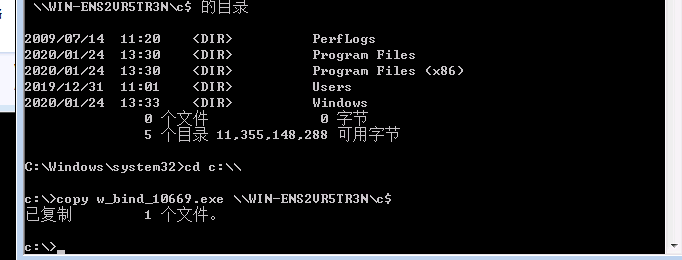 \\WIN-ENS2VR5TR3N\c$ 的目录
2009/07/14  11:20    <DIR>          PerfLogs
2020/01/24  13:30    <DIR>          Program Files
2020/01/24  13:30    <DIR>          Program Files (x86)
2019/12/31  11:01    <DIR>          Users
2020/01/24  13:33    <DIR>          Windows
0 个文件              0 字节
5 个目录 11,355,148,288 可用字节
C:\Windows\system32>cd c:\\
c:\>copy w_bind_10669.exe \\WIN-ENS2VR5TR3N\c$
已复制         1 个文件。
c:\>